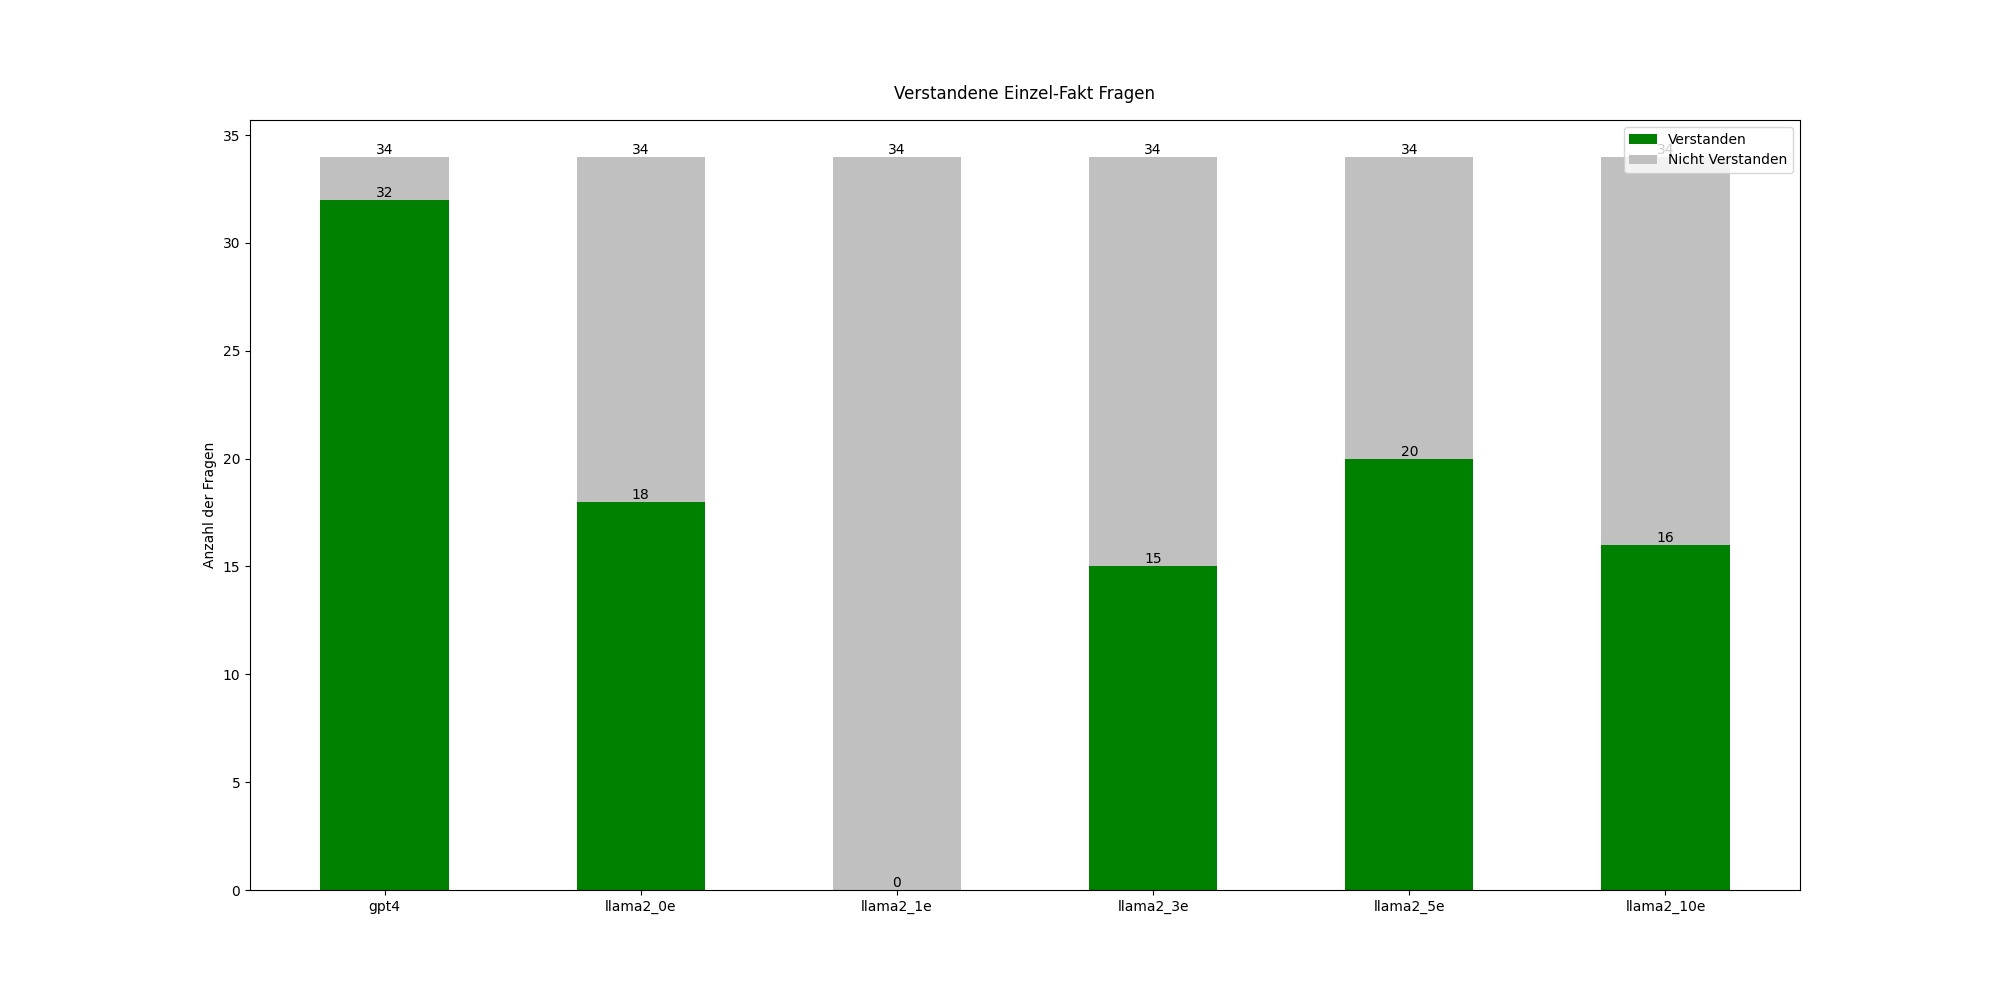 Verstandene Einzel-Fakt Fragen
Verstanden
Nicht Verstanden
Anzahl der Fragen
35
30
25
20
15
10
5
0
34
34
34
34
34
34
32
18
0
15
20
16
gpt4
llama2_0e
llama2_1e
llama2_3e
llama2_5e
llama2_10e